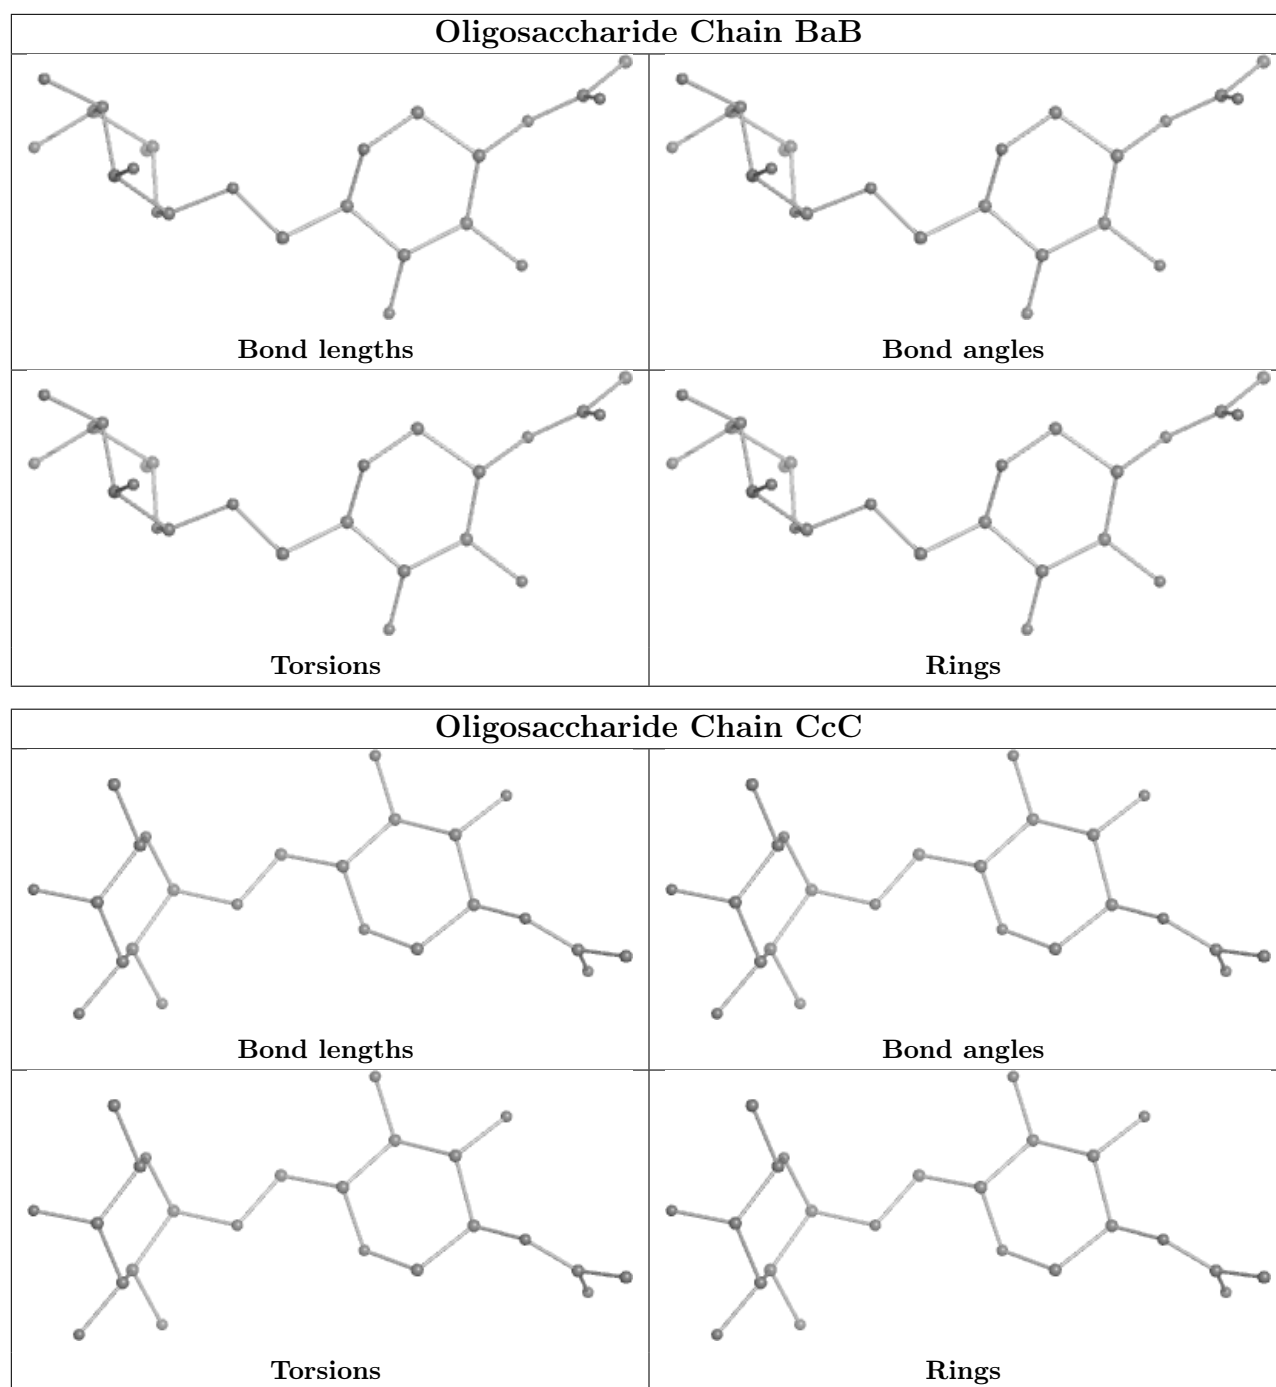 Oligosaccharide Chain BaB
Bond lengths
Bond angles
Torsions
Rings
Oligosaccharide Chain CcC
Bond lengths
Bond angles
Torsions
Rings